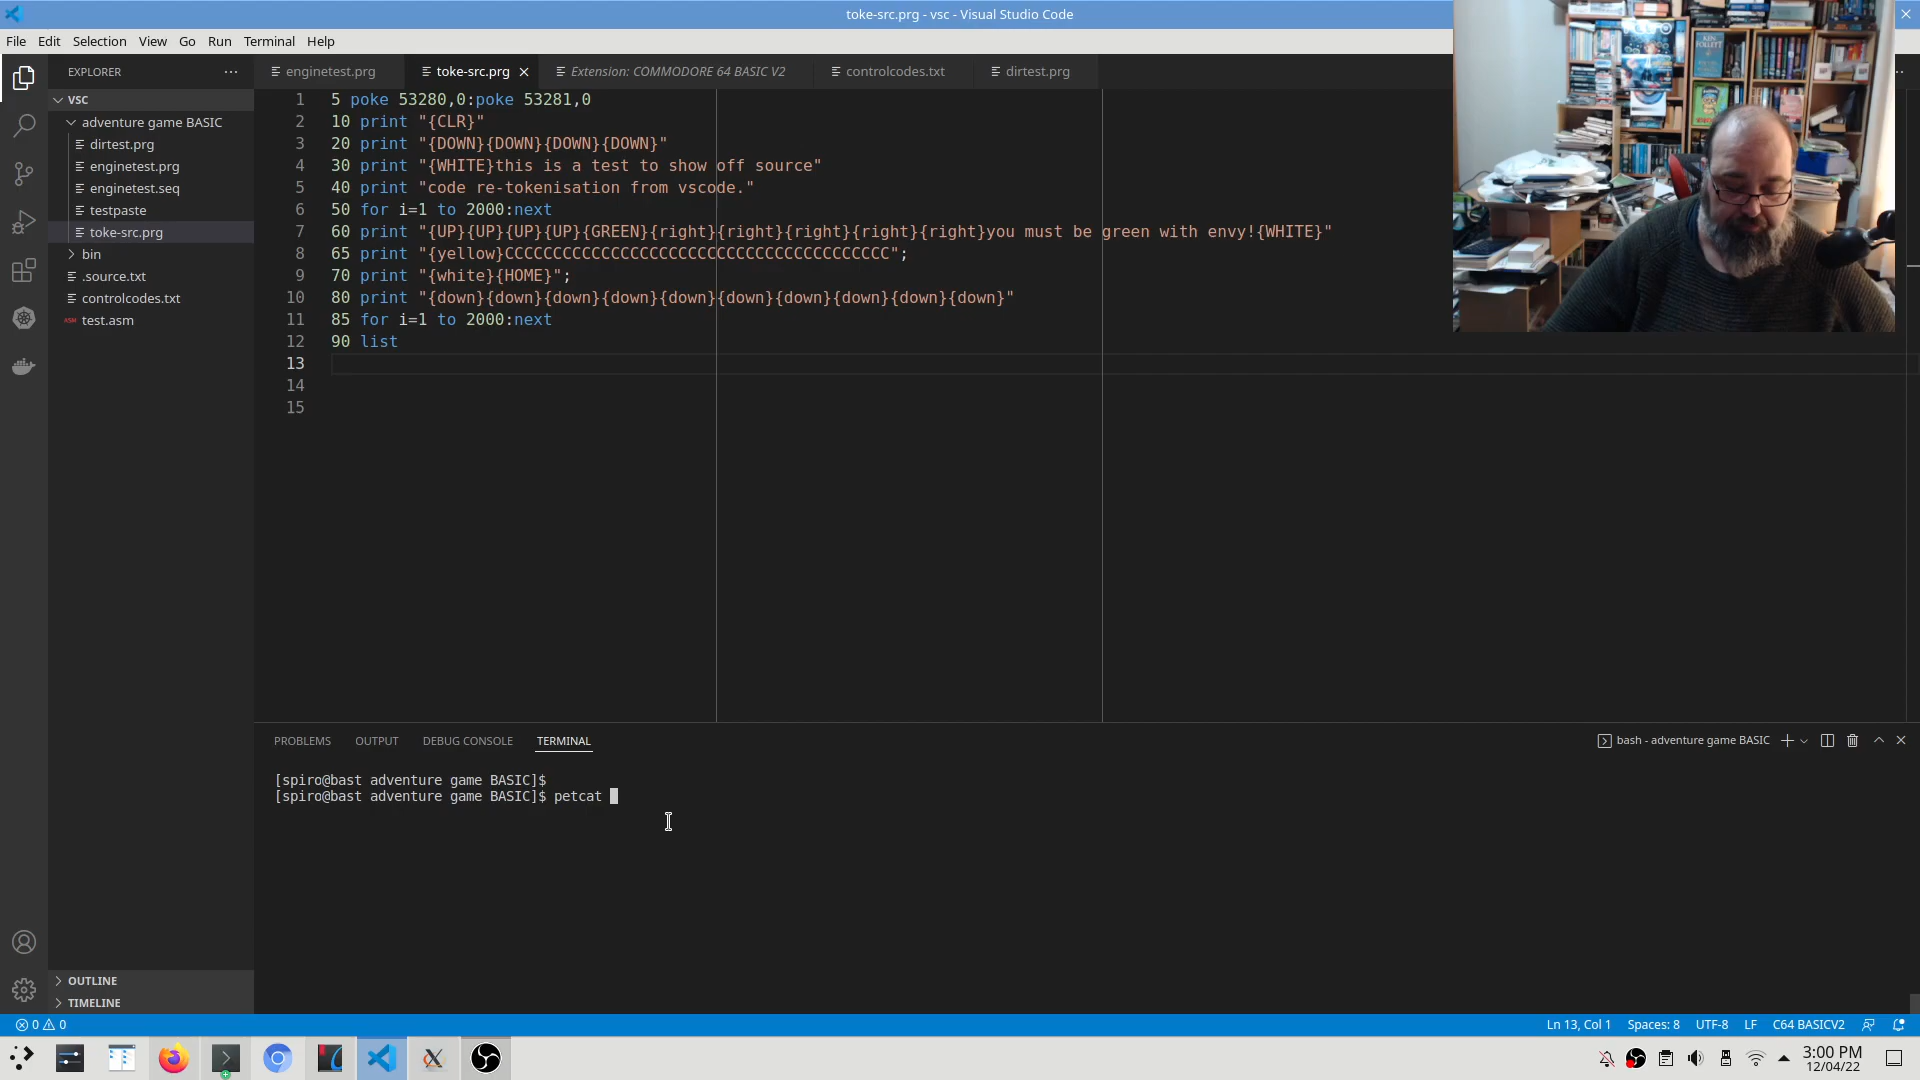 toke-src.prg - vsc - Visual Studio Code
File Edit Selection View Go Run Terminal Help
EXPLORER
enginetest.prg
toke-src.prg
Extension: COMMODORE 64 BASIC V2
controlcodes.txt
dirtest.prg
VSC
adventure game BASIC
dirtest.prg
enginetest.prg
enginetest.seq
testpaste
toke-src.prg
bin
.source.txt
controlcodes.txt
ASM test.asm
OUTLINE
TIMELINE
1 5 poke 53280,0:poke 53281,0
2 10 print "{CLR}"
3 20 print "{DOWN}{DOWN}{DOWN}{DOWN}"
4 30 print "{WHITE}this is a test to show off source"
5 40 print "code re-tokenisation from vscode."
6 50 for i=1 to 2000:next
7 60 print "{UP}{UP}{UP}{UP}{GREEN}{right}{right}{right}{right}{right}you must be green with envy!{WHITE}"
8 65 print "{yellow}CCCCCCCCCCCCCCCCCCCCCCCCCCCCCCCCCCCCCCCC";
9 70 print "{white}{HOME}";
10 80 print "{down}{down}{down}{down}{down}{down}{down}{down}{down}{down}"
11 85 for i=1 to 2000:next
12 90 list
13
14
15
PROBLEMS OUTPUT DEBUG CONSOLE TERMINAL
bash - adventure game BASIC
[spiro@bast adventure game BASIC]$
[spiro@bast adventure game BASIC]$ petcat
0 0
Ln 13, Col 1 Spaces: 8 UTF-8 LF C64 BASICV2
3:00 PM
12/04/22
KEN FOLLETT